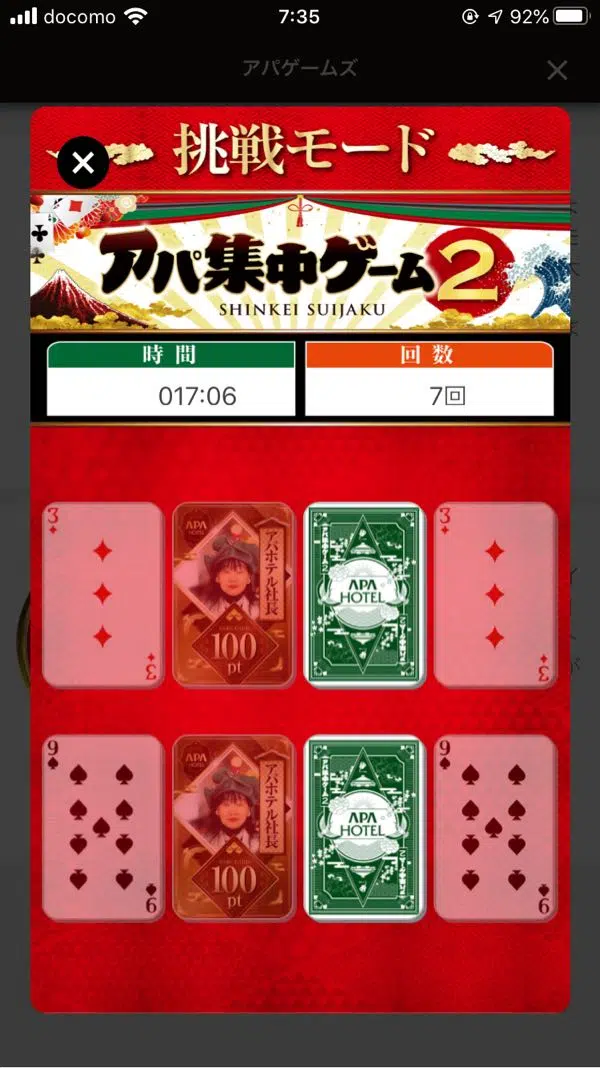 docomo 7:35 92%
アパゲームズ
挑戦モード
アパ集中ゲーム2
SHINKEI SUIJAKU
時間 回数
017:06 7回
3 APA HOTEL アパホテル社長 100 pt 3
APA HOTEL
3 3
9 APA HOTEL アパホテル社長 100 pt 9
APA HOTEL
9 9